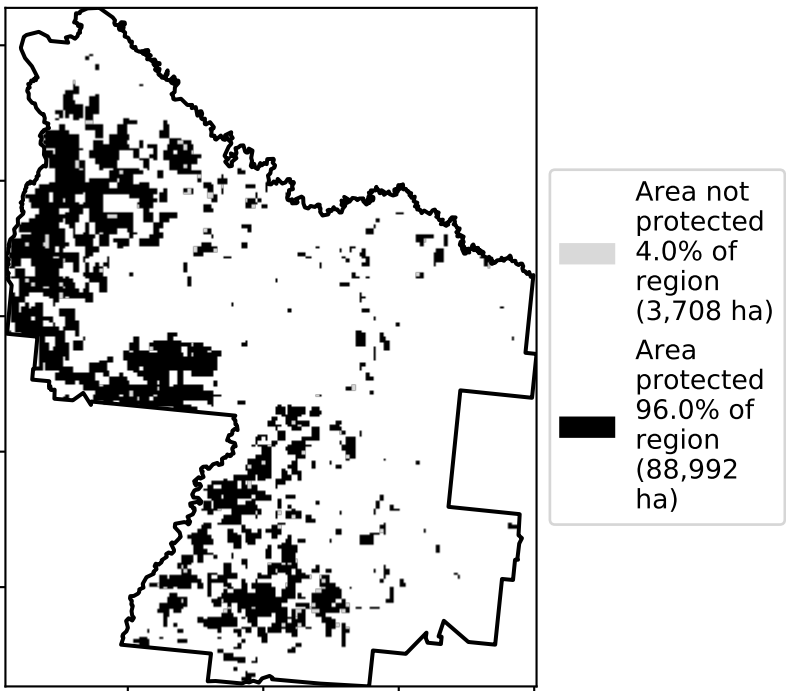 Area not
protected
4.0% of
region
(3,708 ha)
Area
protected
96.0% of
region
(88,992
ha)